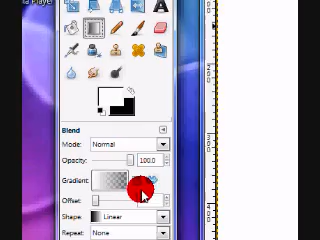 a Player
A
Blend
Mode: Normal
Opacity: 100.0
Gradient:
Offset:
Shape: Linear
Repeat: None